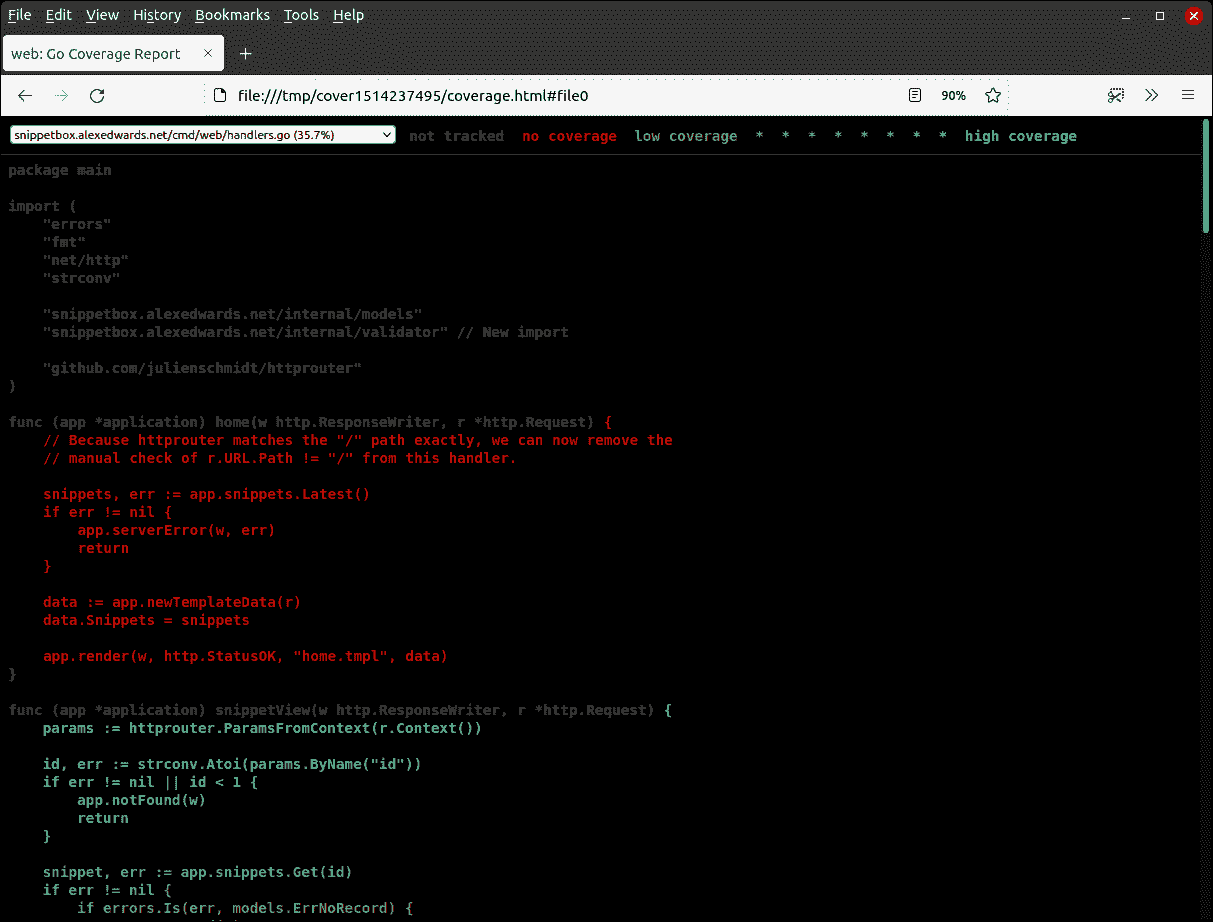 File Edit View History Bookmarks Tools Help
web: Go Coverage Report
file:///tmp/cover1514237495/coverage.html#file0 90%
snippetbox.alexedwards.net/cmd/web/handlers.go (35.7%) not tracked no coverage low coverage * * * * * * * * high coverage
package main
import (
"errors"
"fmt"
"net/http"
"strconv"
"snippetbox.alexedwards.net/internal/models"
"snippetbox.alexedwards.net/internal/validator" // New import
"github.com/julienschmidt/httprouter"
)
func (app *application) home(w http.ResponseWriter, r *http.Request) {
// Because httprouter matches the "/" path exactly, we can now remove the
// manual check of r.URL.Path != "/" from this handler.
snippets, err := app.snippets.Latest()
if err != nil {
app.serverError(w, err)
return
}
data := app.newTemplateData(r)
data.Snippets = snippets
app.render(w, http.StatusOK, "home.tmpl", data)
}
func (app *application) snippetView(w http.ResponseWriter, r *http.Request) {
params := httprouter.ParamsFromContext(r.Context())
id, err := strconv.Atoi(params.ByName("id"))
if err != nil || id < 1 {
app.notFound(w)
return
}
snippet, err := app.snippets.Get(id)
if err != nil {
if errors.Is(err, models.ErrNoRecord) {